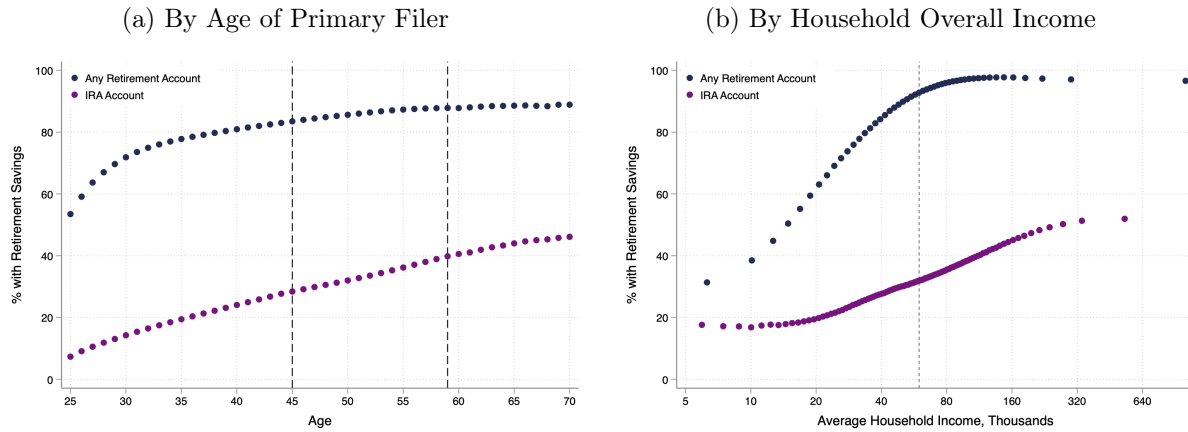 (a) By Age of Primary Filer
100
80
60
40
20
0
% with Retirement Savings
Any Retirement Account
IRA Account
25 30 35 40 45 50 55 60 65 70
Age
(b) By Household Overall Income
100
80
60
40
20
0
% with Retirement Savings
Any Retirement Account
IRA Account
5 10 20 40 80 160 320 640
Average Household Income, Thousands